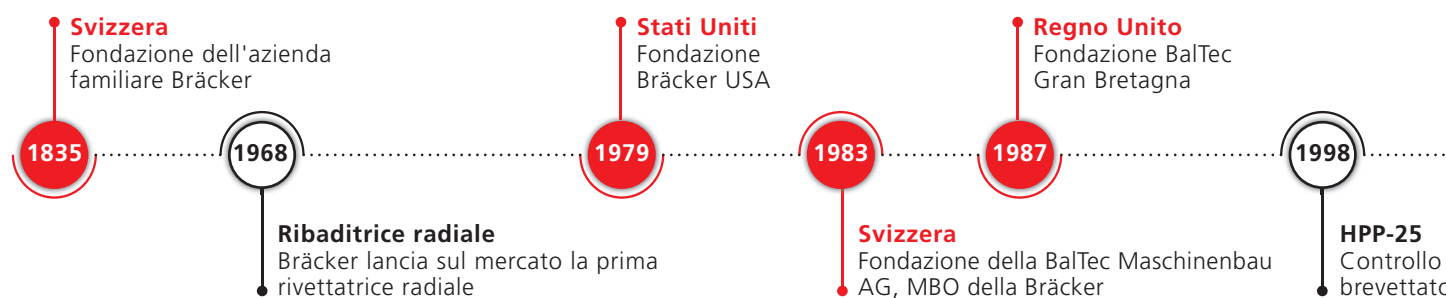 Svizzera
Fondazione dell'azienda
familiare Bräcker
Stati Uniti
Fondazione
Bräcker USA
Regno Unito
Fondazione BalTec
Gran Bretagna
1835
1968
1979
1983
1987
1998
Ribaditrice radiale
Bräcker lancia sul mercato la prima
rivettatrice radiale
Svizzera
Fondazione della BalTec Maschinenbau
AG, MBO della Bräcker
HPP-25
Controllo
brevettato